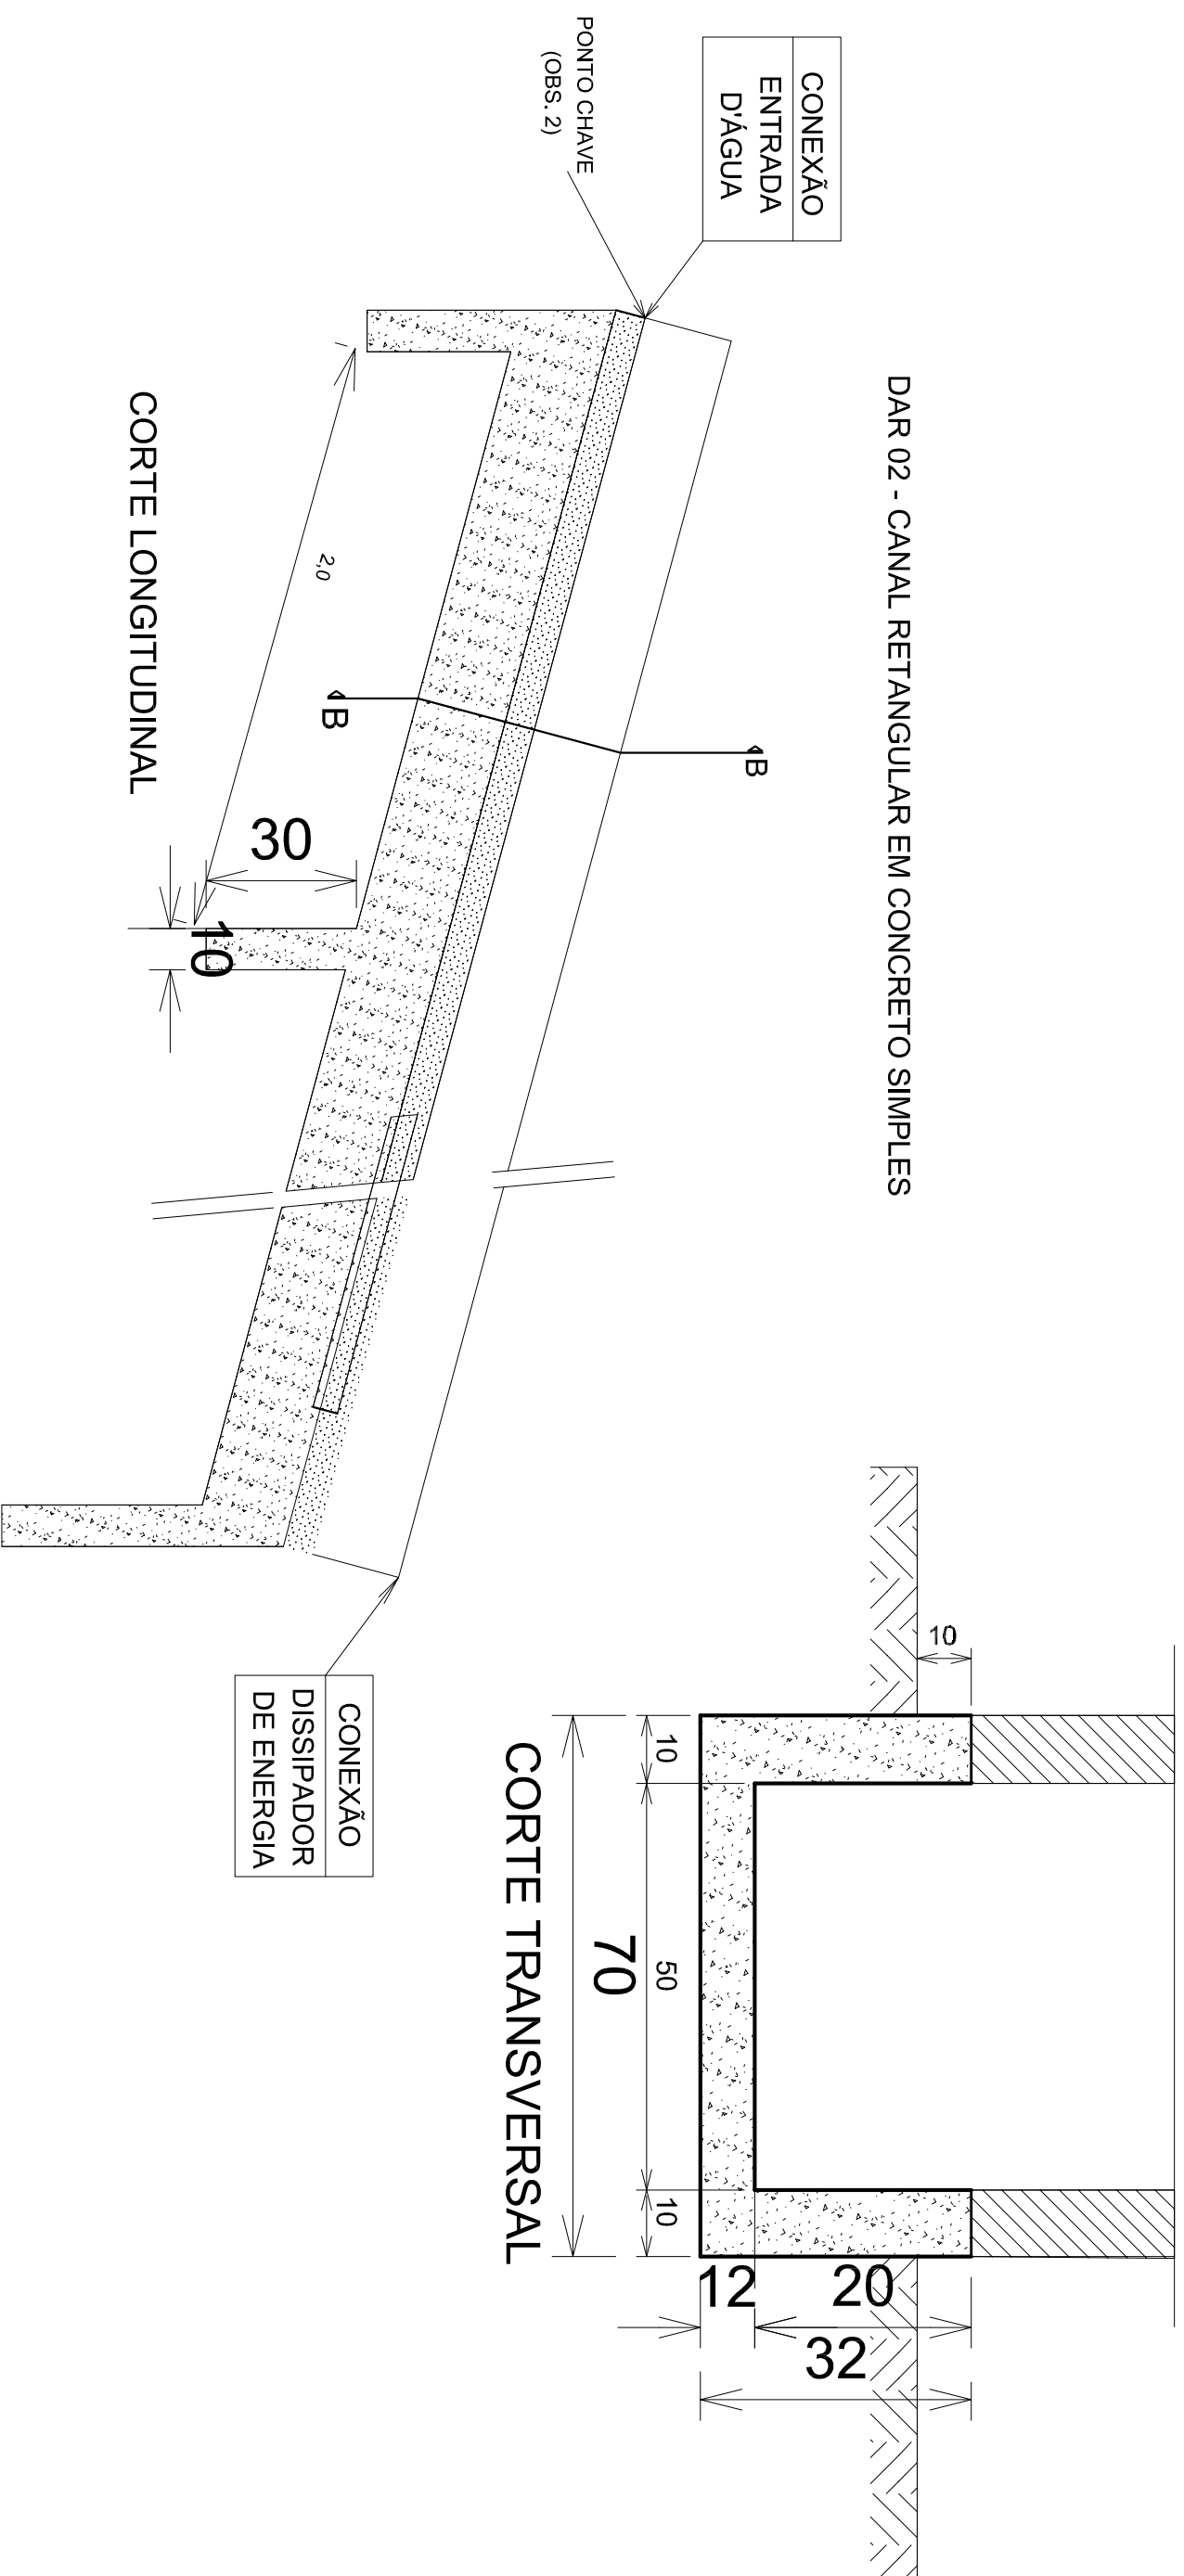 DAR 02 - CANAL RETANGULAR EM CONCRETO SIMPLES
CONEXÃO
ENTRADA
D'ÁGUA
PONTO CHAVE
(OBS. 2)
B
B
2,0
30
10
CORTE LONGITUDINAL
CONEXÃO
DISSIPADOR
DE ENERGIA
10
10
50
10
70
20
12
32
CORTE TRANSVERSAL